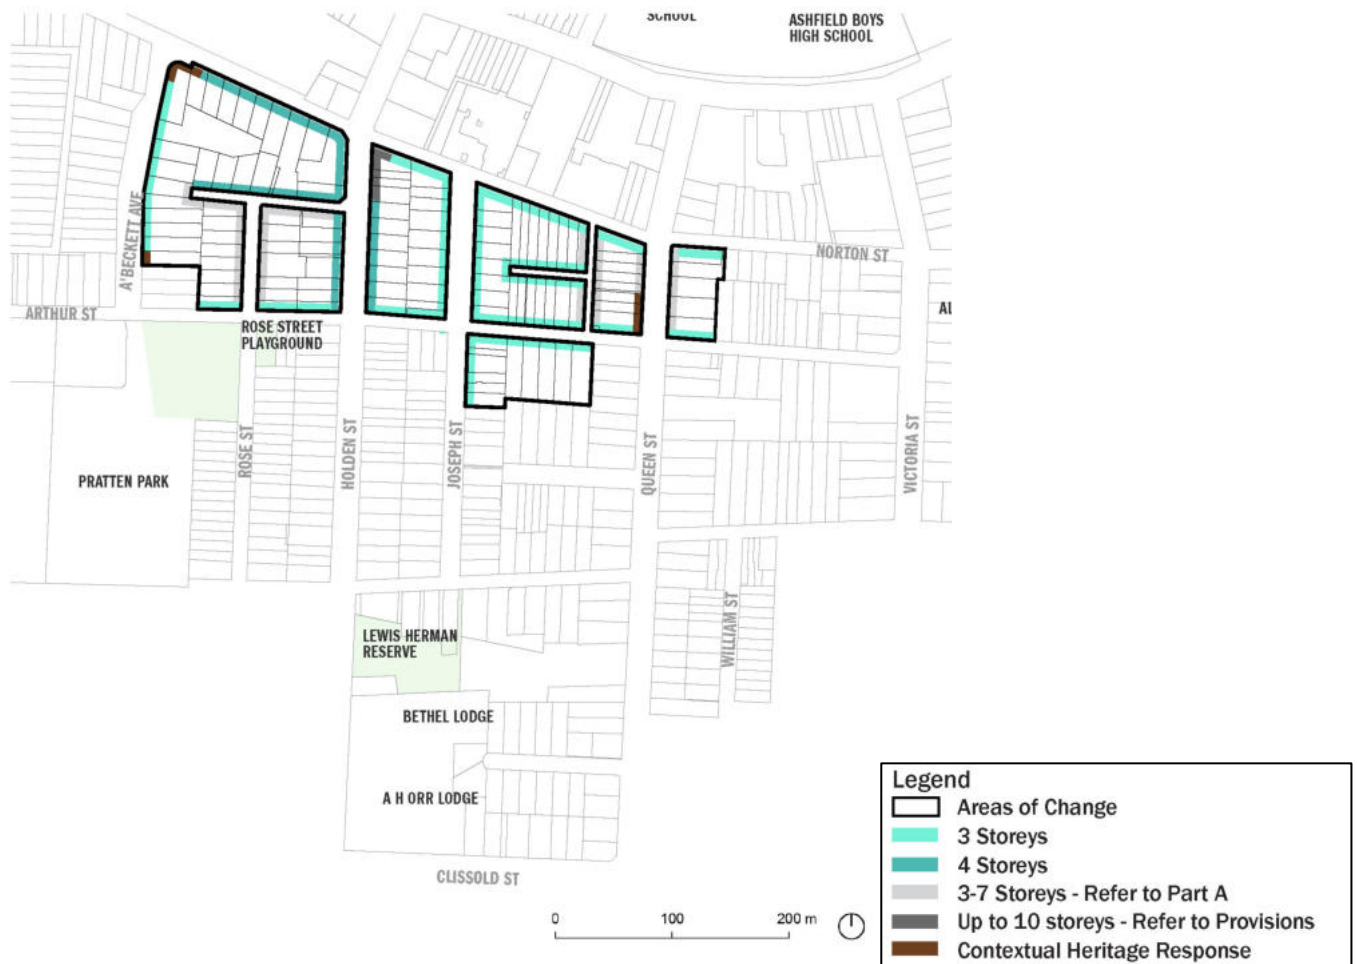 SCHOOL
ASHFIELD BOYS
HIGH SCHOOL
A'BECKETT AVE
NORTON ST
ARTHUR ST
ROSE STREET
PLAYGROUND
PRATTEN PARK
ROSE ST
HOLDEN ST
JOSEPH ST
QUEEN ST
VICTORIA ST
WILLIAM ST
LEWIS HERMAN
RESERVE
BETHEL LODGE
A H ORR LODGE
CLISSOLD ST
0 100 200 m
Legend
Areas of Change
3 Storeys
4 Storeys
3-7 Storeys - Refer to Part A
Up to 10 storeys - Refer to Provisions
Contextual Heritage Response